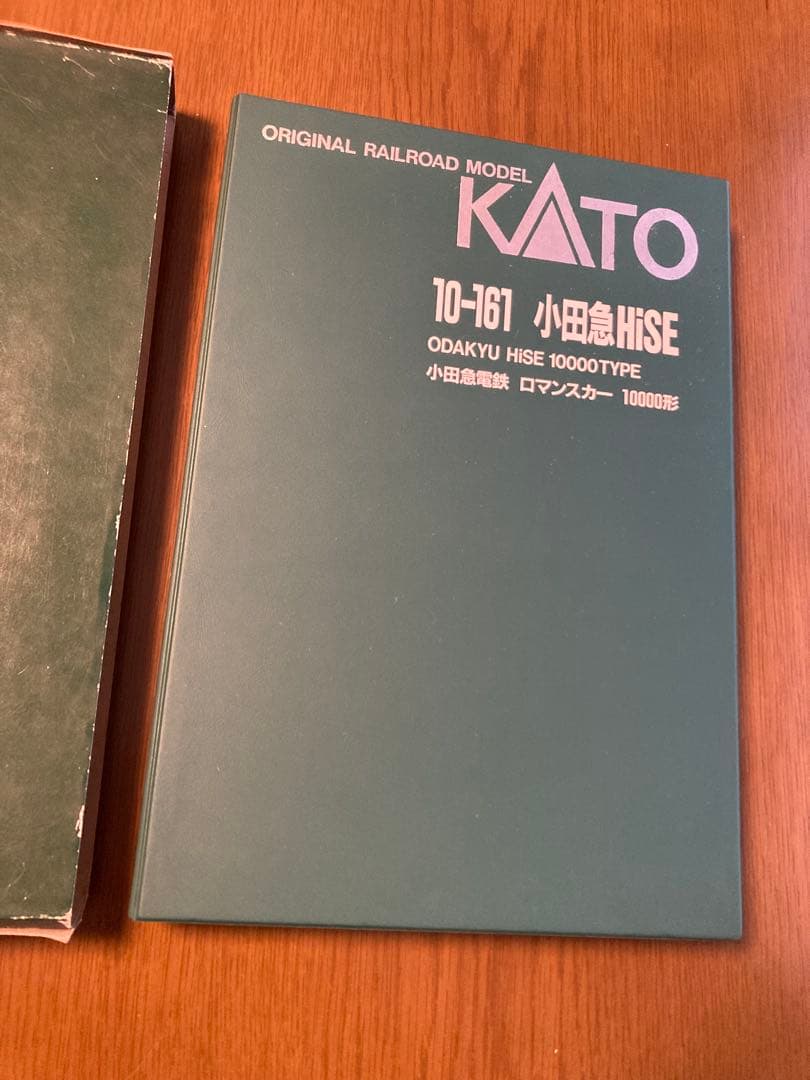 ORIGINAL RAILROAD MODEL
KATO
10-161 小田急HiSE
ODAKYU HiSE 10000TYPE
小田急電鉄 ロマンスカー 10000形